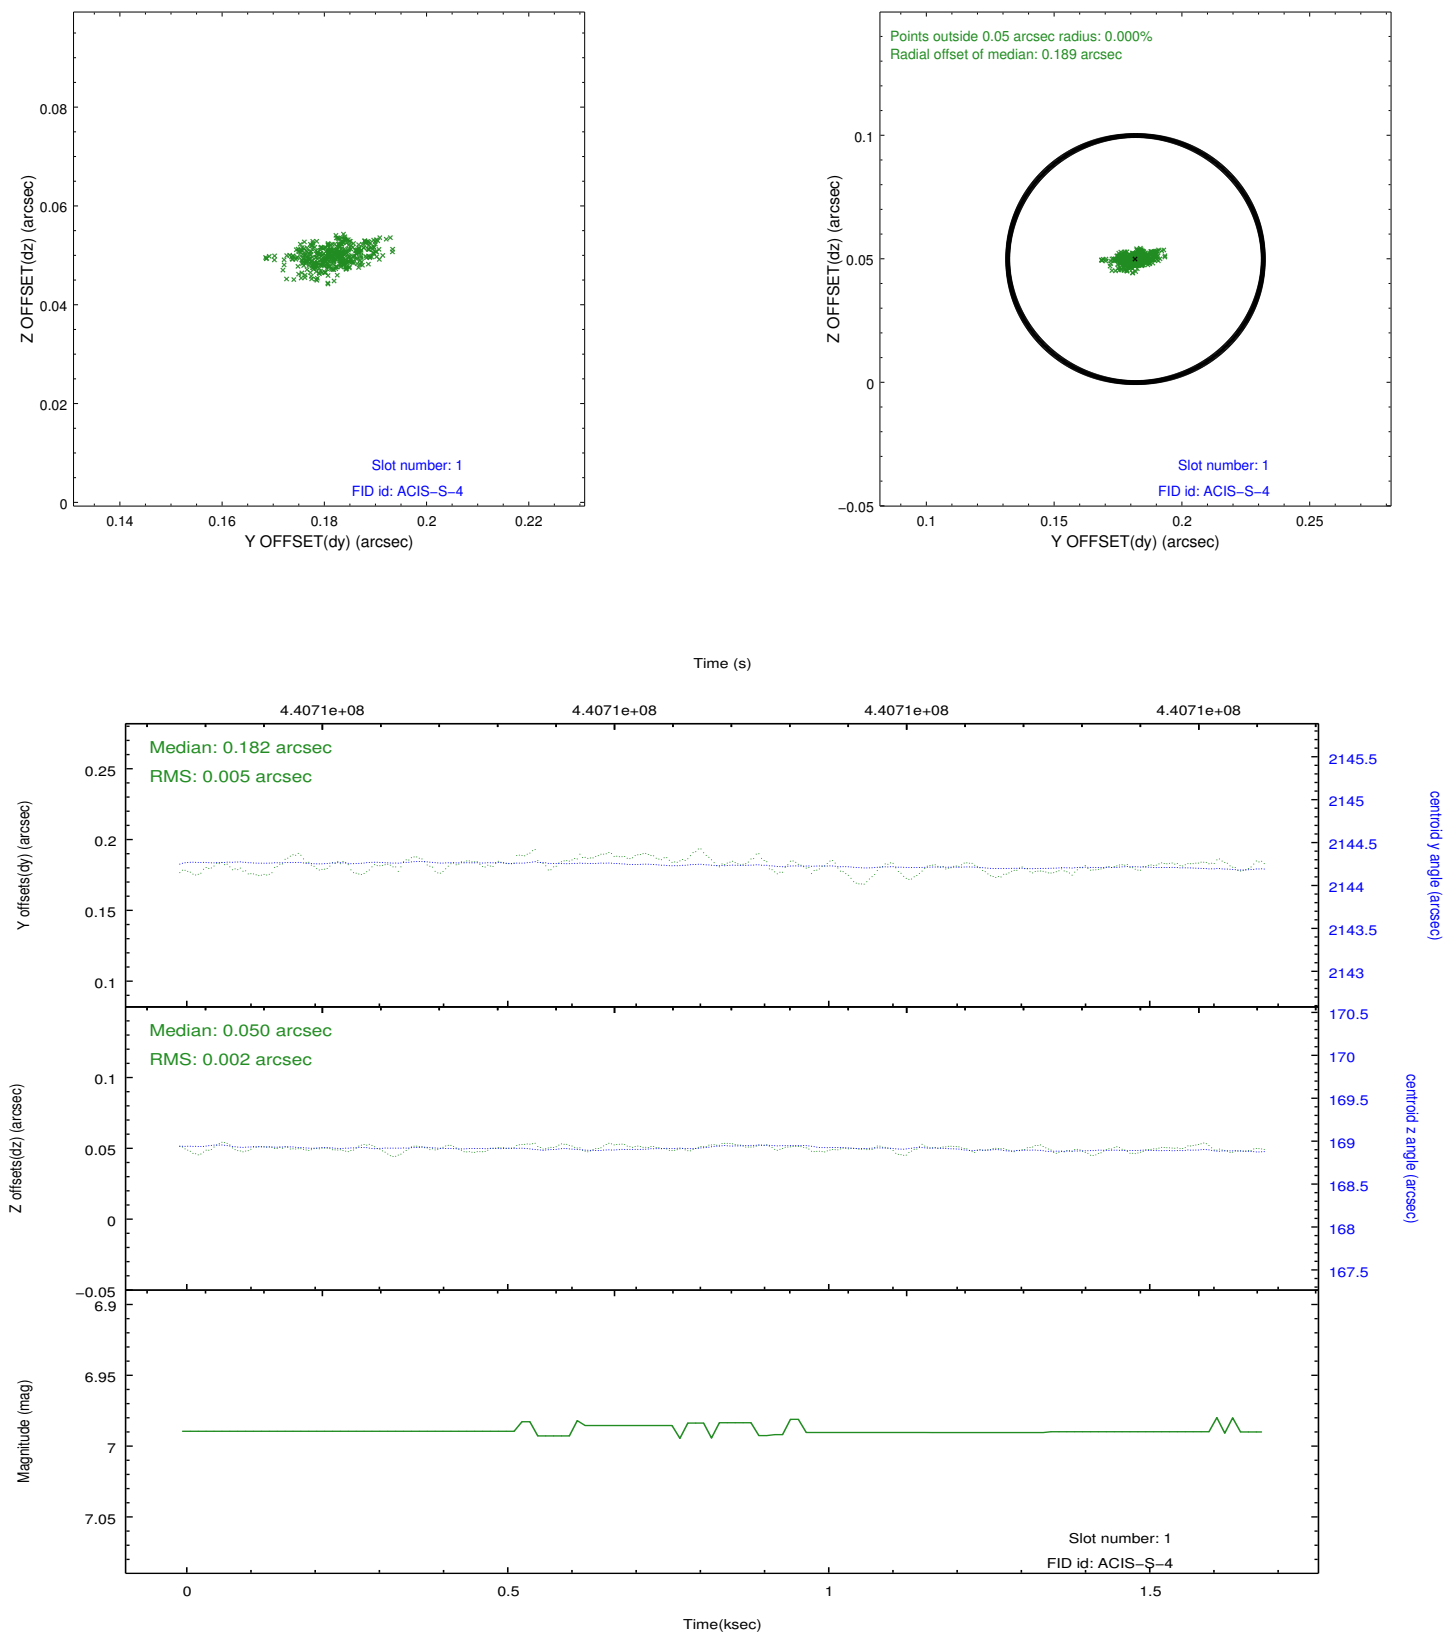 0.08
0.06
0.04
0.02
0
Z OFFSET(dz) (arcsec)
Slot number: 1
FID id: ACIS−S−4
0.14 0.16 0.18 0.2 0.22
Y OFFSET(dy) (arcsec)
Points outside 0.05 arcsec radius: 0.000%
Radial offset of median: 0.189 arcsec
0.1
0.05
0
−0.05
Z OFFSET(dz) (arcsec)
Slot number: 1
FID id: ACIS−S−4
0.1 0.15 0.2 0.25
Y OFFSET(dy) (arcsec)
Time (s)
4.4071e+08 4.4071e+08 4.4071e+08 4.4071e+08
Median: 0.182 arcsec
RMS: 0.005 arcsec
0.25
0.2
0.15
0.1
Y offsets(dy) (arcsec)
2145.5
2145
2144.5
2144
2143.5
2143
centroid y angle (arcsec)
Median: 0.050 arcsec
RMS: 0.002 arcsec
0.1
0.05
0
−0.05
Z offsets(dz) (arcsec)
170.5
170
169.5
169
168.5
168
167.5
centroid z angle (arcsec)
6.9
6.95
7
7.05
Magnitude (mag)
Slot number: 1
FID id: ACIS−S−4
0 0.5 1 1.5
Time(ksec)